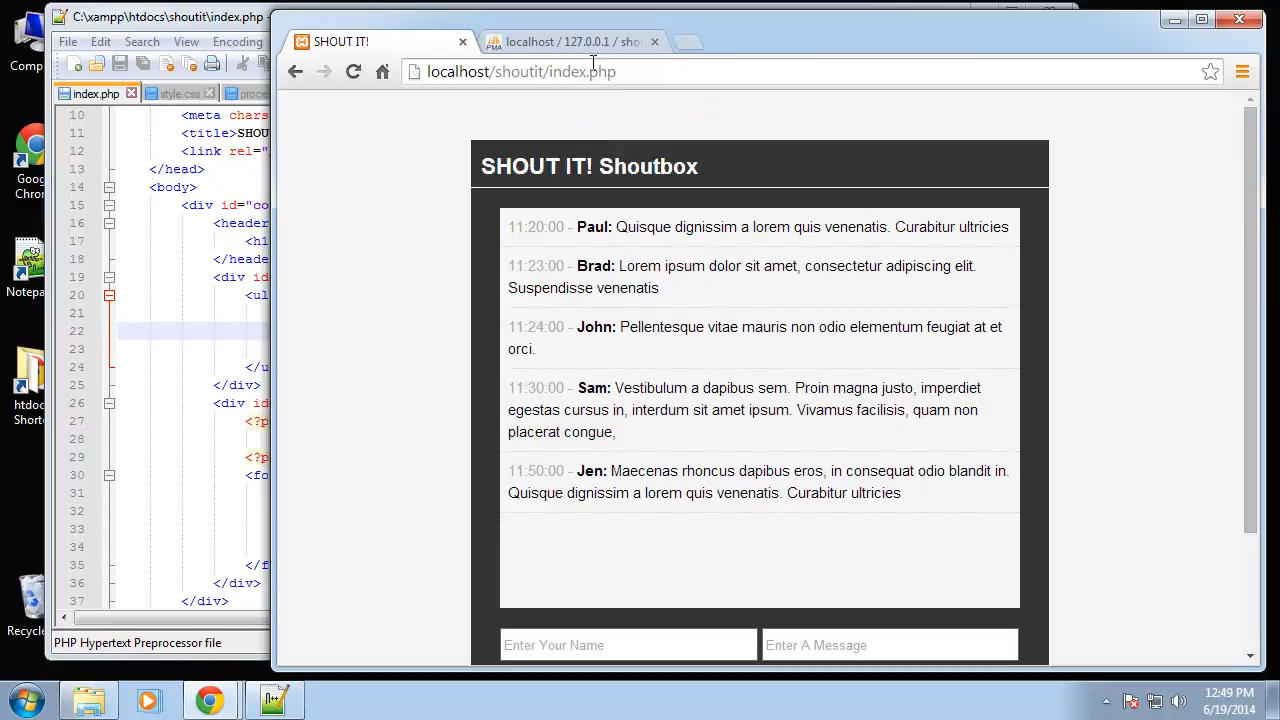 C:\xampp\htdocs\shoutit\index.php
File Edit Search View Encoding
index.php style.css
10 <meta chars
11 <title>SHOU
12 <link rel="
13 </head>
14 <body>
15 <div id="co
16 <header
17 <h1
18 </heade
19 <div id
20 <ul
21
22
23
24 </u
25 </div>
26 <div id
27 <?p
28
29 <?p
30 <fo
31
32
33
34
35 </f
36 </div>
37 </div>
PHP Hypertext Preprocessor file
SHOUT IT!
localhost / 127.0.0.1 / sho
localhost/shoutit/index.php
SHOUT IT! Shoutbox
11:20:00 - Paul: Quisque dignissim a lorem quis venenatis. Curabitur ultricies
11:23:00 - Brad: Lorem ipsum dolor sit amet, consectetur adipiscing elit.
Suspendisse venenatis
11:24:00 - John: Pellentesque vitae mauris non odio elementum feugiat at et
orci.
11:30:00 - Sam: Vestibulum a dapibus sem. Proin magna justo, imperdiet
egestas cursus in, interdum sit amet ipsum. Vivamus facilisis, quam non
placerat congue,
11:50:00 - Jen: Maecenas rhoncus dapibus eros, in consequat odio blandit in.
Quisque dignissim a lorem quis venenatis. Curabitur ultricies
Enter Your Name
Enter A Message
Comp
Goog
Chro
Notepa
htdoc
Short
Recycl
12:49 PM
6/19/2014